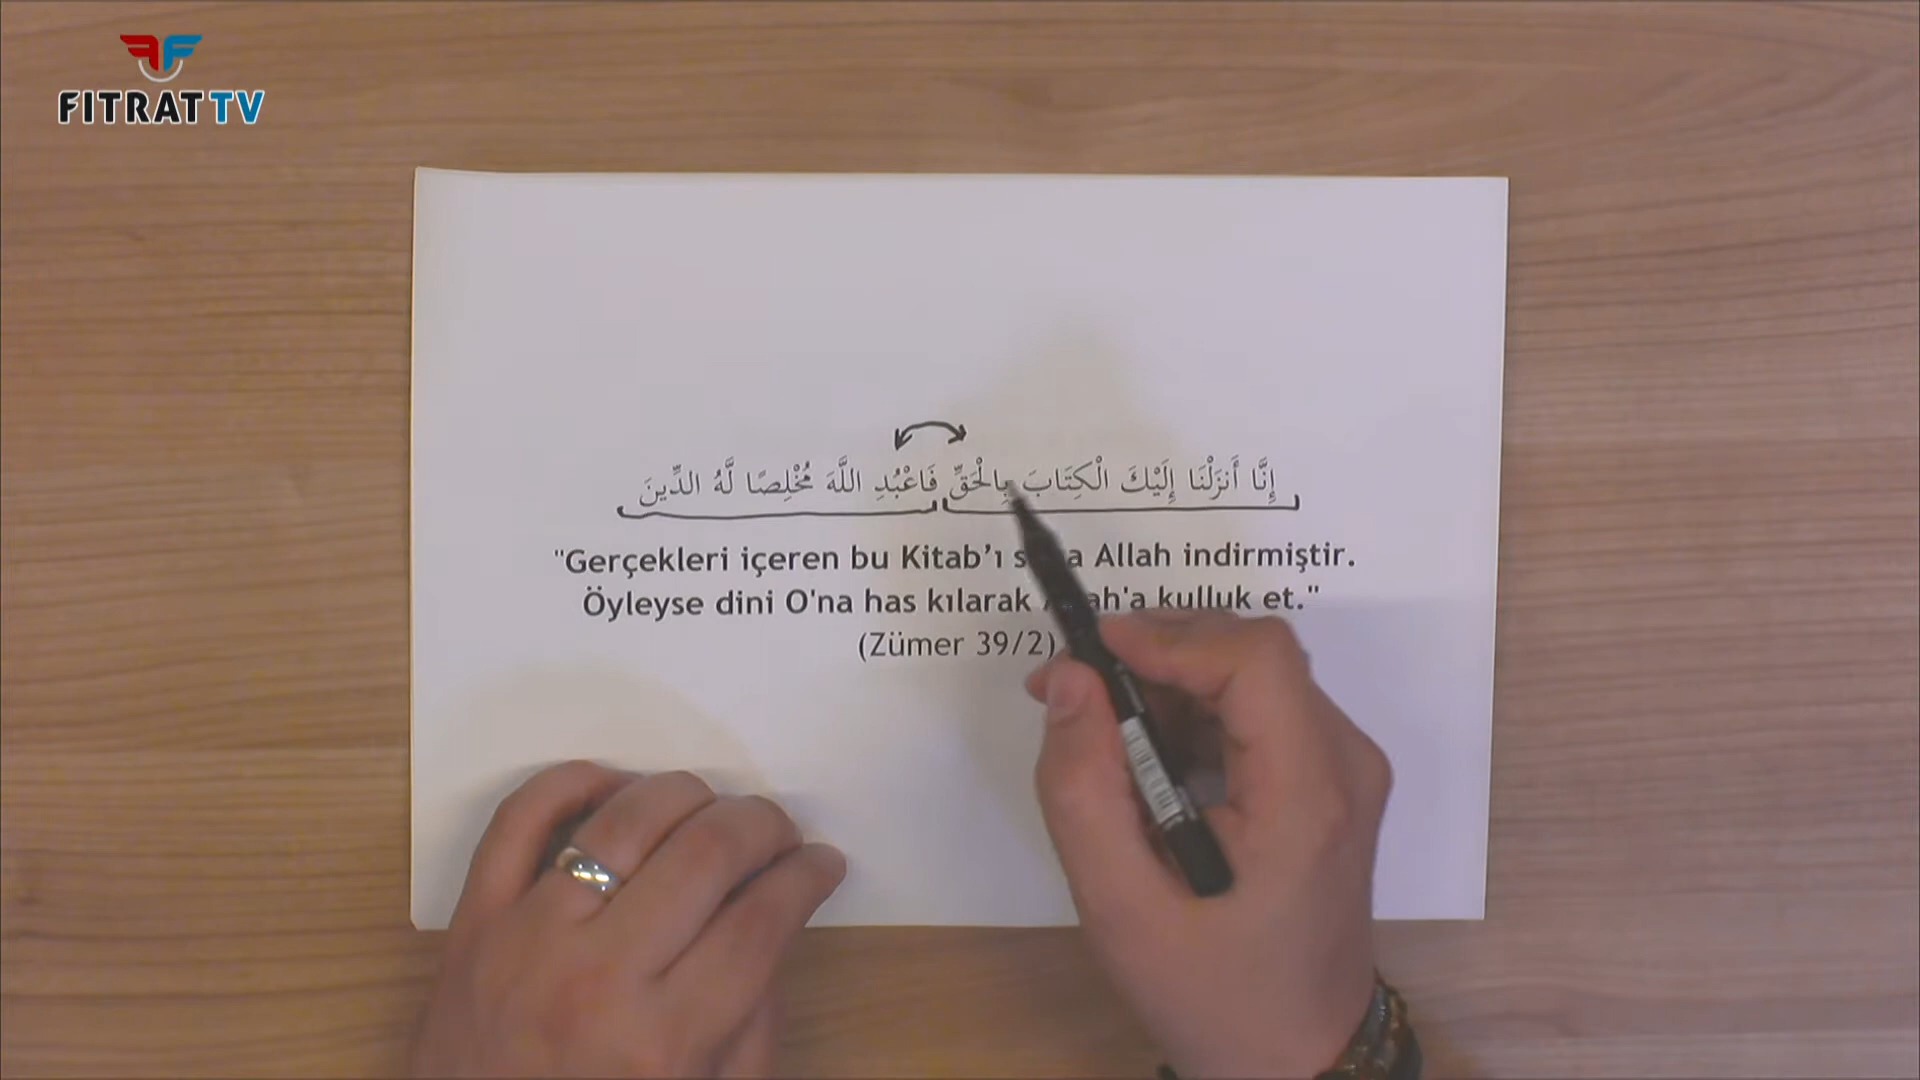 FITRAT TV
إِنَّا أَنزَلْنَا إِلَيْكَ الْكِتَابَ بِالْحَقِّ فَاعْبُدِ اللَّهَ مُخْلِصًا لَّهُ الدِّينَ
"Gerçekleri içeren bu Kitab’ı Allah indirmiştir.
Öyleyse dini O'na has kılarak kulluk et."
(Zümer 39/2)